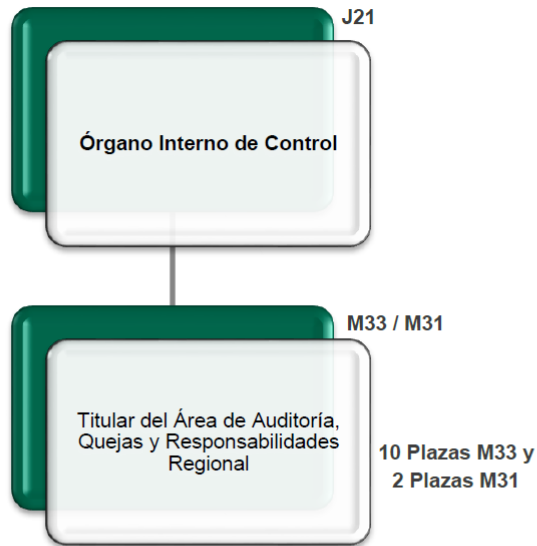 J21
Órgano Interno de Control
M33 / M31
Titular del Área de Auditoría,
Quejas y Responsabilidades
Regional
10 Plazas M33 y
2 Plazas M31